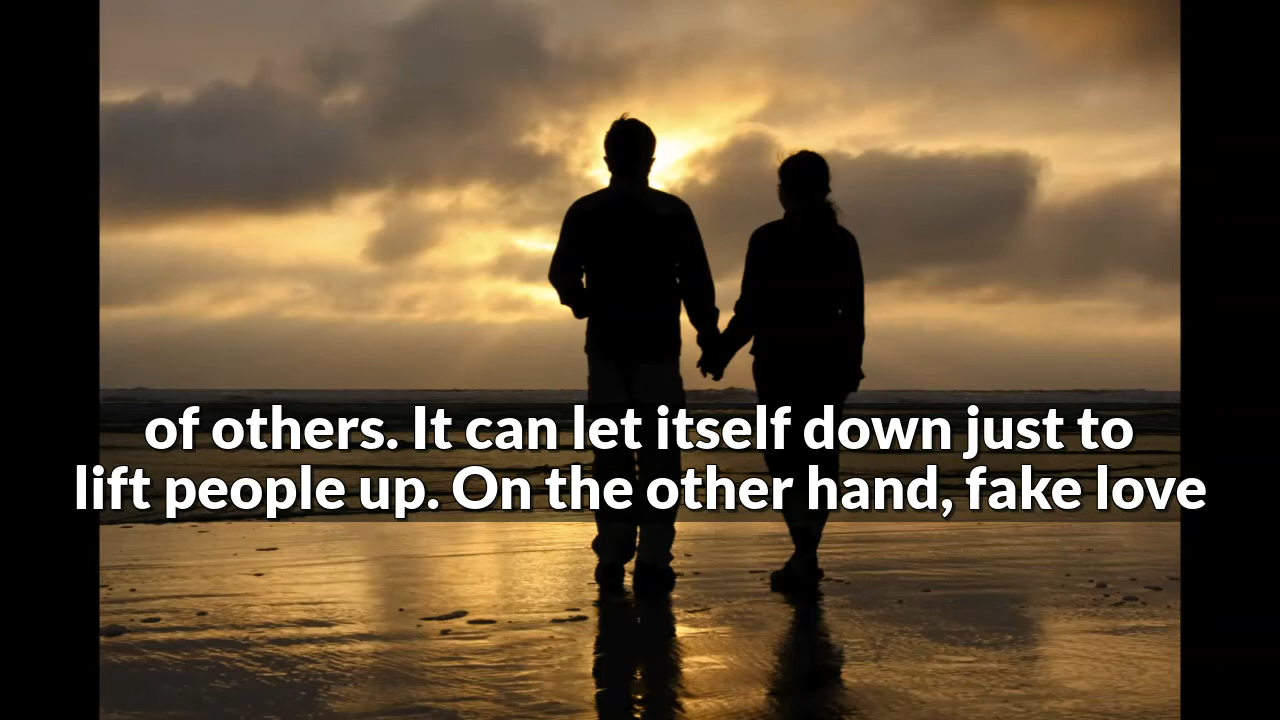 of others. It can let itself down just to
lift people up. On the other hand, fake love